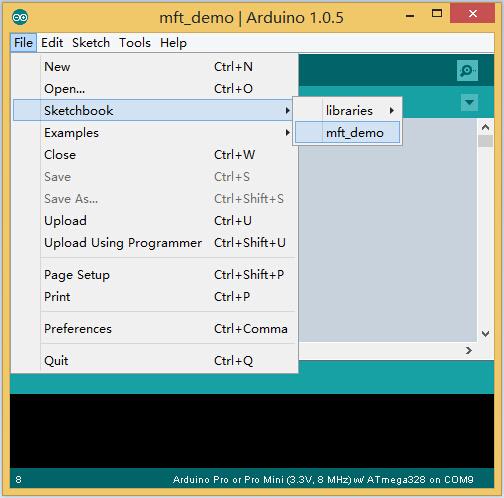 mft_demo | Arduino 1.0.5
File Edit Sketch Tools Help
New Ctrl+N
Open... Ctrl+O
Sketchbook
libraries
Examples
mft_demo
Close Ctrl+W
Save Ctrl+S
Save As... Ctrl+Shift+S
Upload Ctrl+U
Upload Using Programmer Ctrl+Shift+U
Page Setup Ctrl+Shift+P
Print Ctrl+P
Preferences Ctrl+Comma
Quit Ctrl+Q
8 Arduino Pro or Pro Mini (3.3V, 8 MHz) w/ ATmega328 on COM9